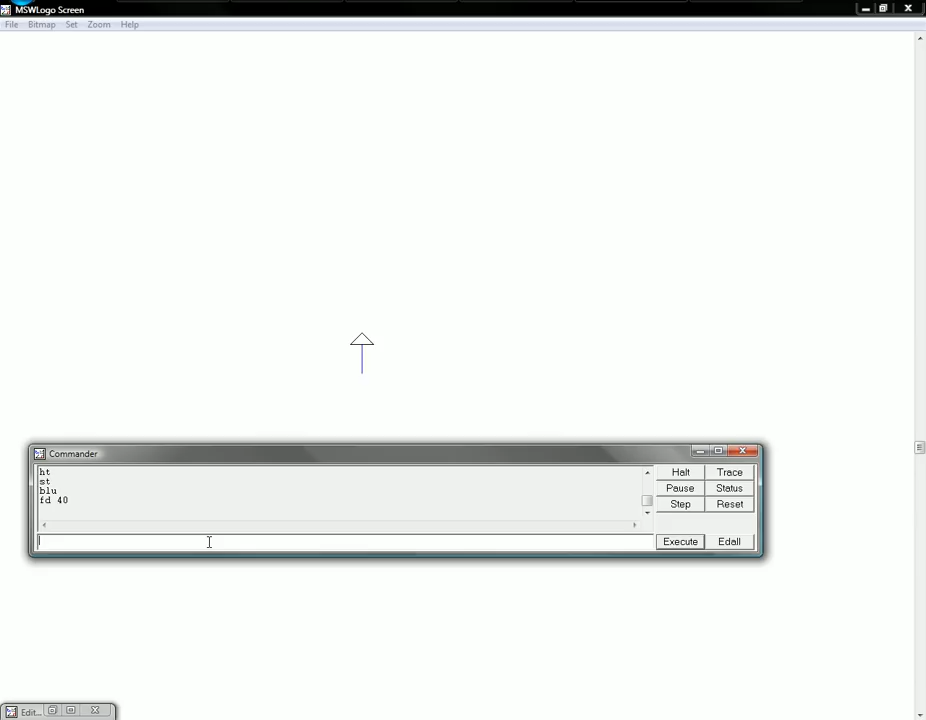 MSWLogo Screen
File Bitmap Set Zoom Help
Commander
ht
st
blu
fd 40
Halt Trace
Pause Status
Step Reset
Execute Edall
Edit...